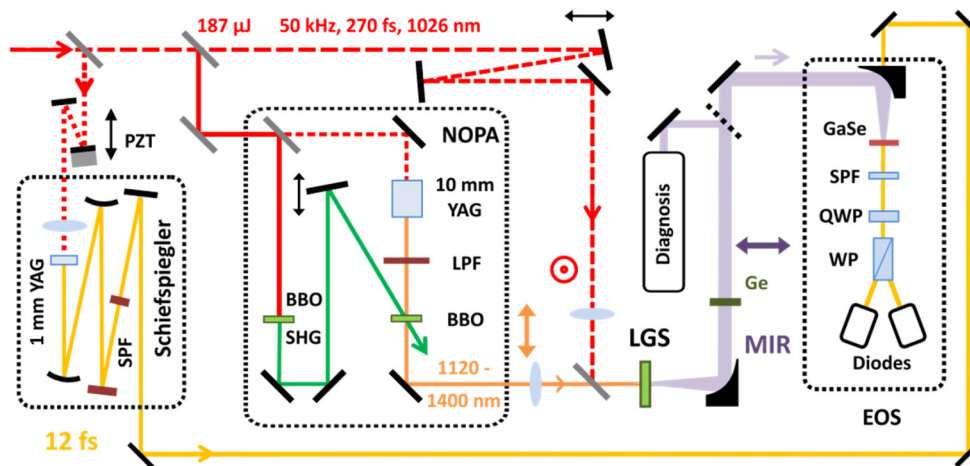 187 µJ 50 kHz, 270 fs, 1026 nm
PZT
NOPA
10 mm
YAG
LPF
BBO
SHG
BBO
1120 -
1400 nm
1 mm YAG
SPF
Schiefspiegler
12 fs
Diagnosis
LGS
Ge
MIR
GaSe
SPF
QWP
WP
Diodes
EOS